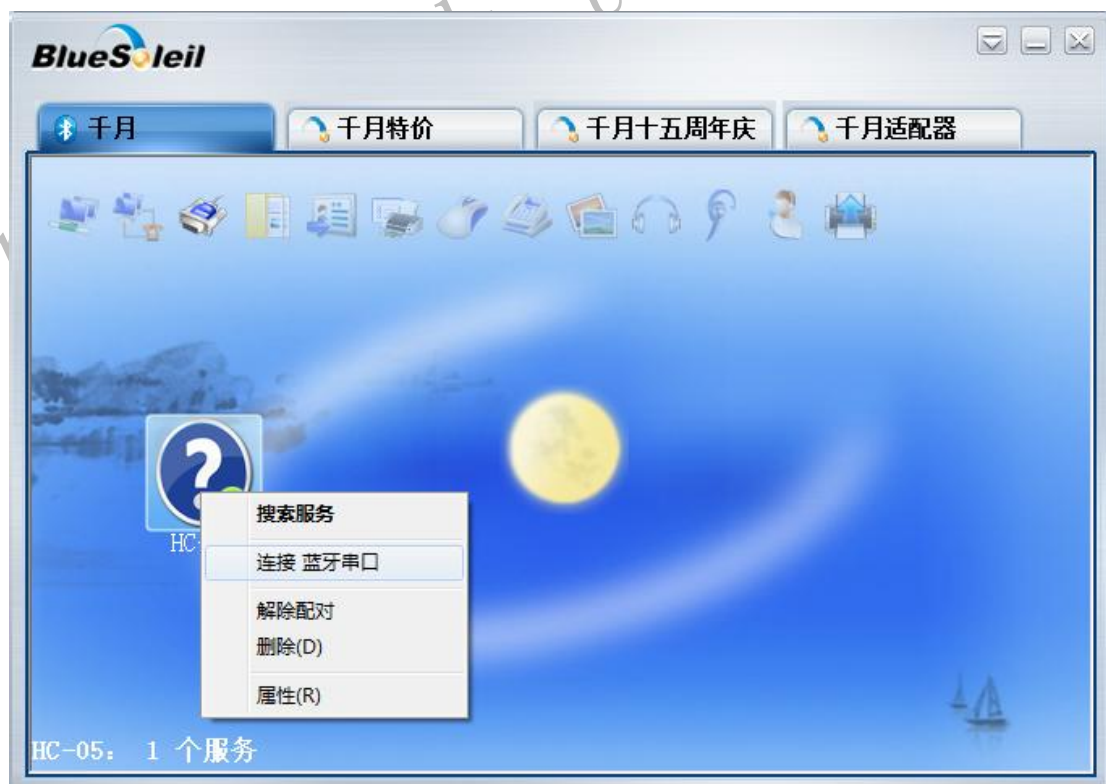 BlueSoleil
千月
千月特价
千月十五周年庆
千月适配器
HC-
搜索服务
连接 蓝牙串口
解除配对
删除(D)
属性(R)
HC-05: 1 个服务